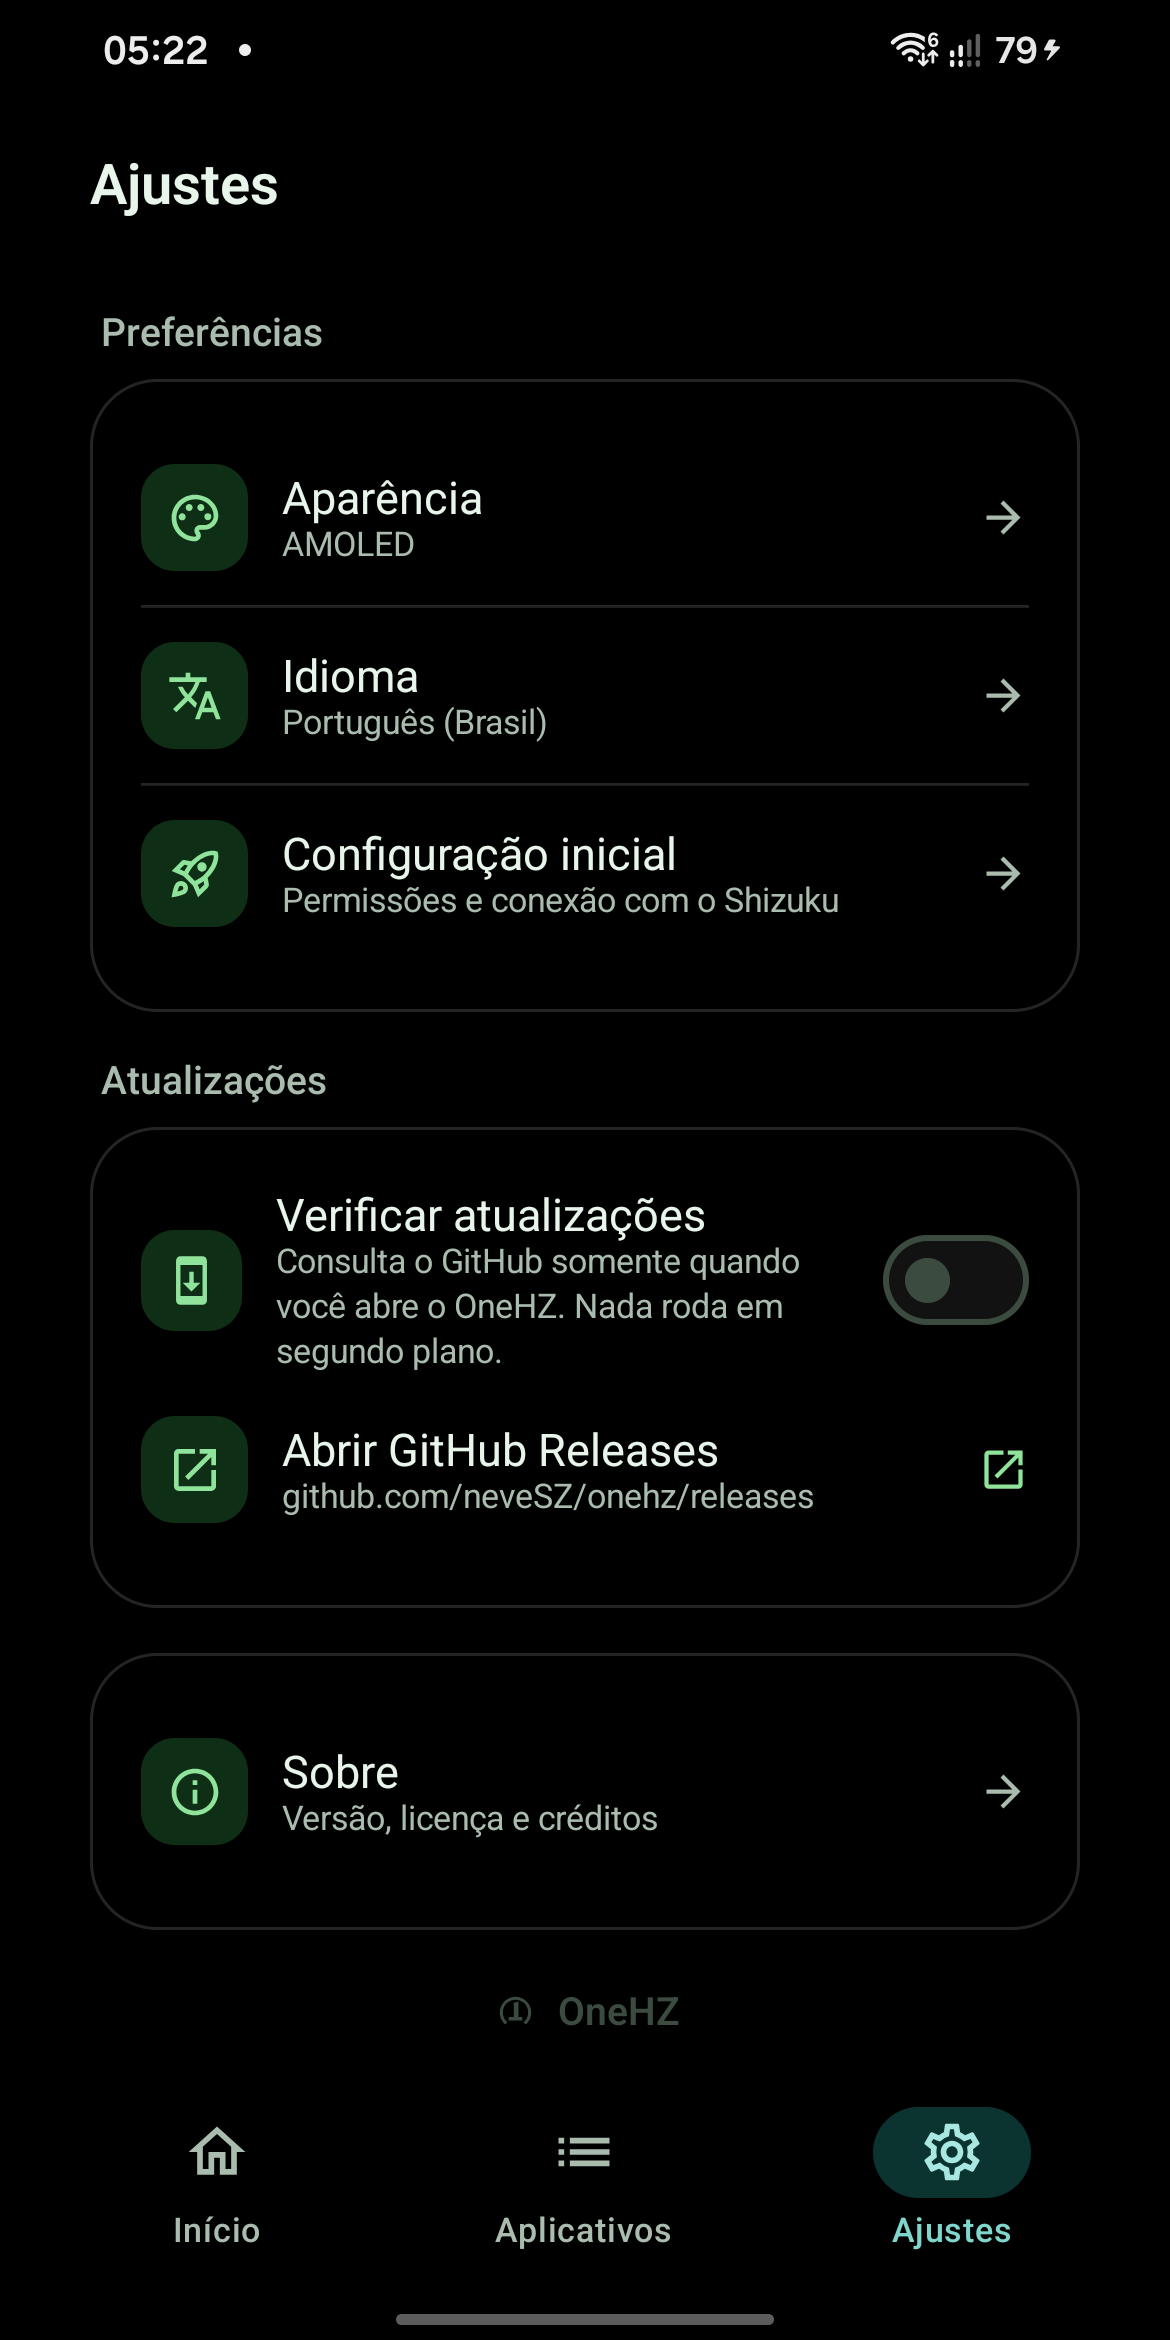 05:22
6
79
Ajustes
Preferências
Aparência
AMOLED
Idioma
Português (Brasil)
Configuração inicial
Permissões e conexão com o Shizuku
Atualizações
Verificar atualizações
Consulta o GitHub somente quando
você abre o OneHZ. Nada roda em
segundo plano.
Abrir GitHub Releases
github.com/neveSZ/onehz/releases
Sobre
Versão, licença e créditos
OneHZ
Início
Aplicativos
Ajustes